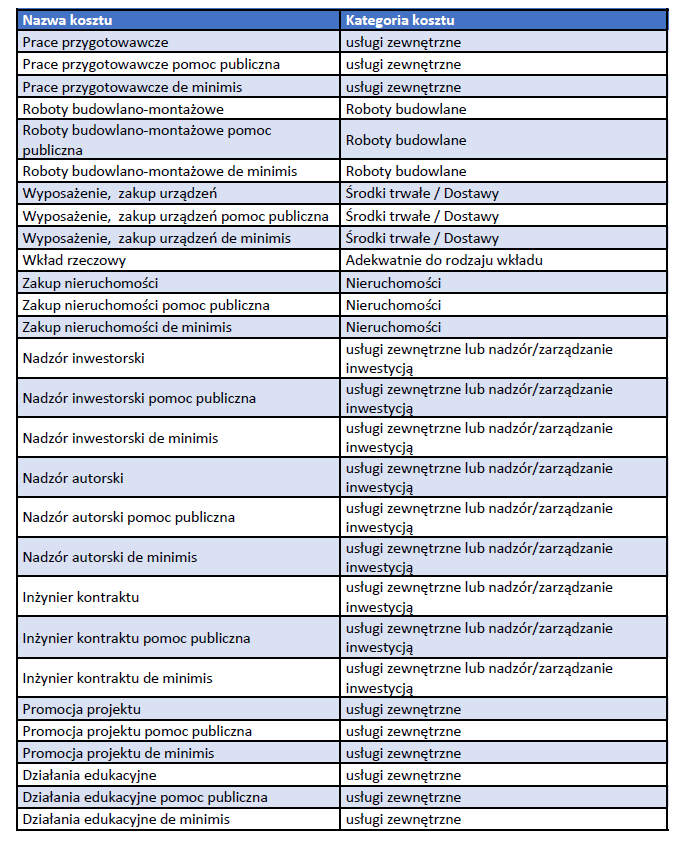 Nazwa kosztu Kategoria kosztu
Prace przygotowawcze usługi zewnętrzne
Prace przygotowawcze pomoc publiczna usługi zewnętrzne
Prace przygotowawcze de minimis usługi zewnętrzne
Roboty budowlano-montażowe Roboty budowlane
Roboty budowlano-montażowe pomoc
publiczna Roboty budowlane
Roboty budowlano-montażowe de minimis Roboty budowlane
Wyposażenie,  zakup urządzeń Środki trwałe / Dostawy
Wyposażenie,  zakup urządzeń pomoc publiczna Środki trwałe / Dostawy
Wyposażenie,  zakup urządzeń de minimis Środki trwałe / Dostawy
Wkład rzeczowy Adekwatnie do rodzaju wkładu
Zakup nieruchomości Nieruchomości
Zakup nieruchomości pomoc publiczna Nieruchomości
Zakup nieruchomości de minimis Nieruchomości
Nadzór inwestorski usługi zewnętrzne lub nadzór/zarządzanie
inwestycją
Nadzór inwestorski pomoc publiczna usługi zewnętrzne lub nadzór/zarządzanie
inwestycją
Nadzór inwestorski de minimis usługi zewnętrzne lub nadzór/zarządzanie
inwestycją
Nadzór autorski usługi zewnętrzne lub nadzór/zarządzanie
inwestycją
Nadzór autorski pomoc publiczna usługi zewnętrzne lub nadzór/zarządzanie
inwestycją
Nadzór autorski de minimis usługi zewnętrzne lub nadzór/zarządzanie
inwestycją
Inżynier kontraktu usługi zewnętrzne lub nadzór/zarządzanie
inwestycją
Inżynier kontraktu pomoc publiczna usługi zewnętrzne lub nadzór/zarządzanie
inwestycją
Inżynier kontraktu de minimis usługi zewnętrzne lub nadzór/zarządzanie
inwestycją
Promocja projektu usługi zewnętrzne
Promocja projektu pomoc publiczna usługi zewnętrzne
Promocja projektu de minimis usługi zewnętrzne
Działania edukacyjne usługi zewnętrzne
Działania edukacyjne pomoc publiczna usługi zewnętrzne
Działania edukacyjne de minimis usługi zewnętrzne